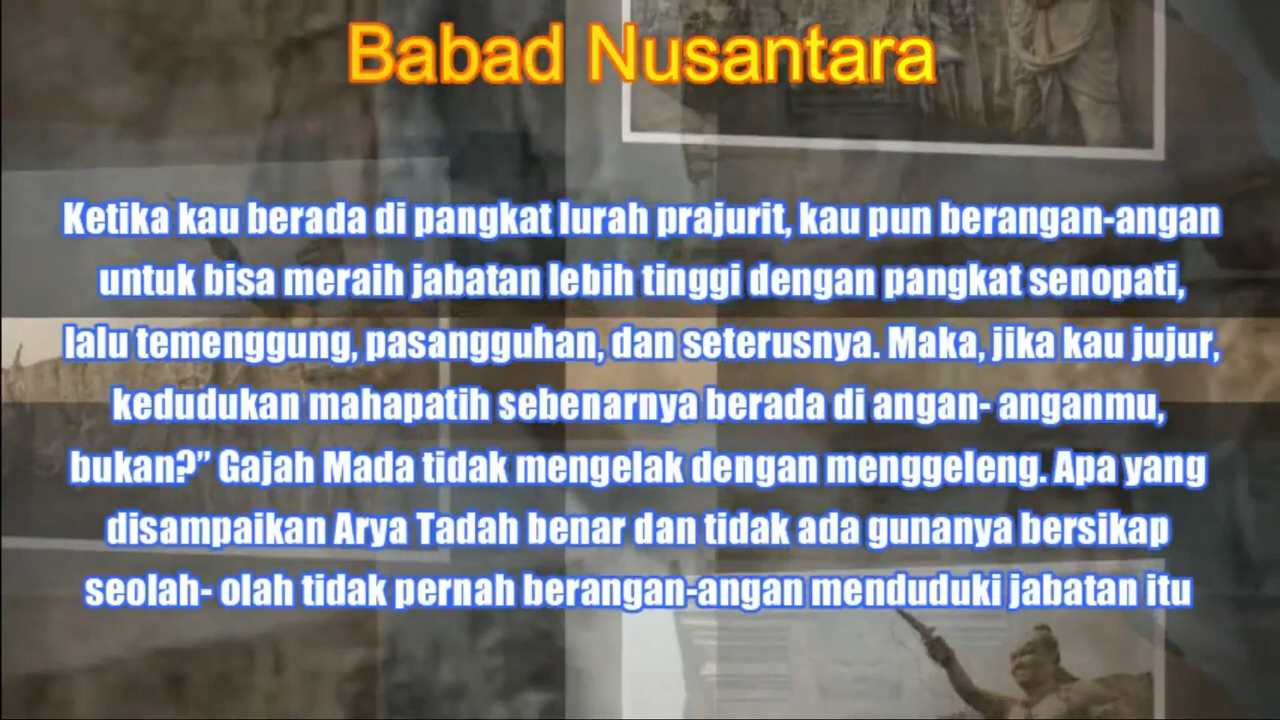 Babad Nusantara
Ketika kau berada di pangkat lurah prajurit, kau pun berangan-angan
untuk bisa meraih jabatan lebih tinggi dengan pangkat senopati,
lalu temenggung, pasangguhan, dan seterusnya. Maka, jika kau jujur,
kedudukan mahapatih sebenarnya berada di angan- anganmu,
bukan?” Gajah Mada tidak mengelak dengan menggeleng. Apa yang
disampaikan Arya Tadah benar dan tidak ada gunanya bersikap
seolah- olah tidak pernah berangan-angan menduduki jabatan itu